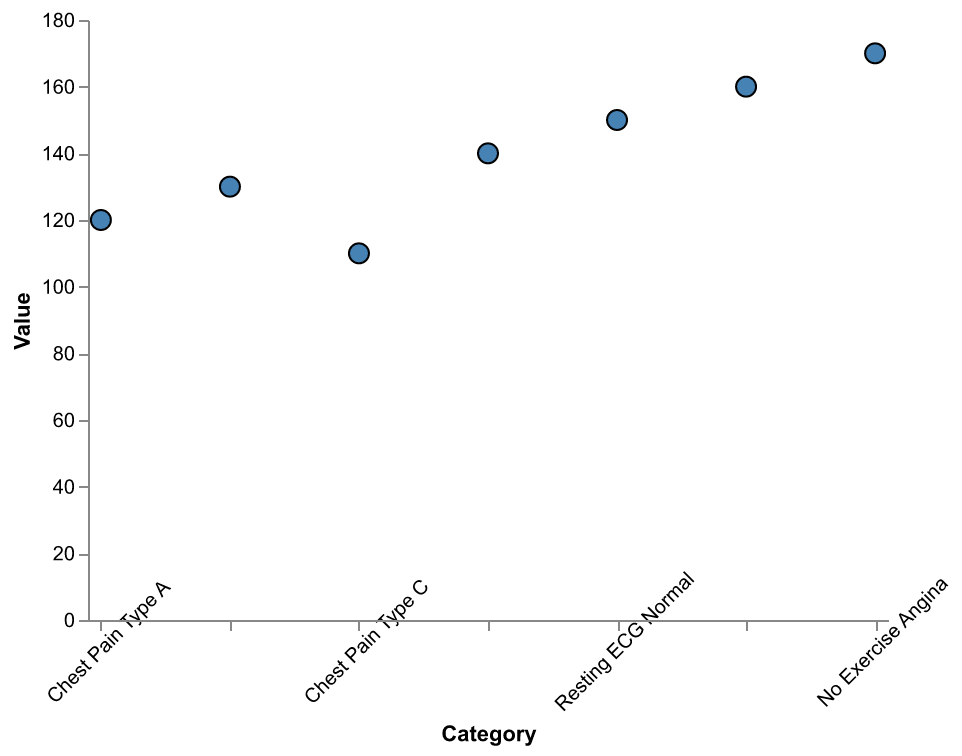 180
160
140
120
100
80
60
40
20
0
Value
Chest Pain Type A
Chest Pain Type C
Resting ECG Normal
No Exercise Angina
Category